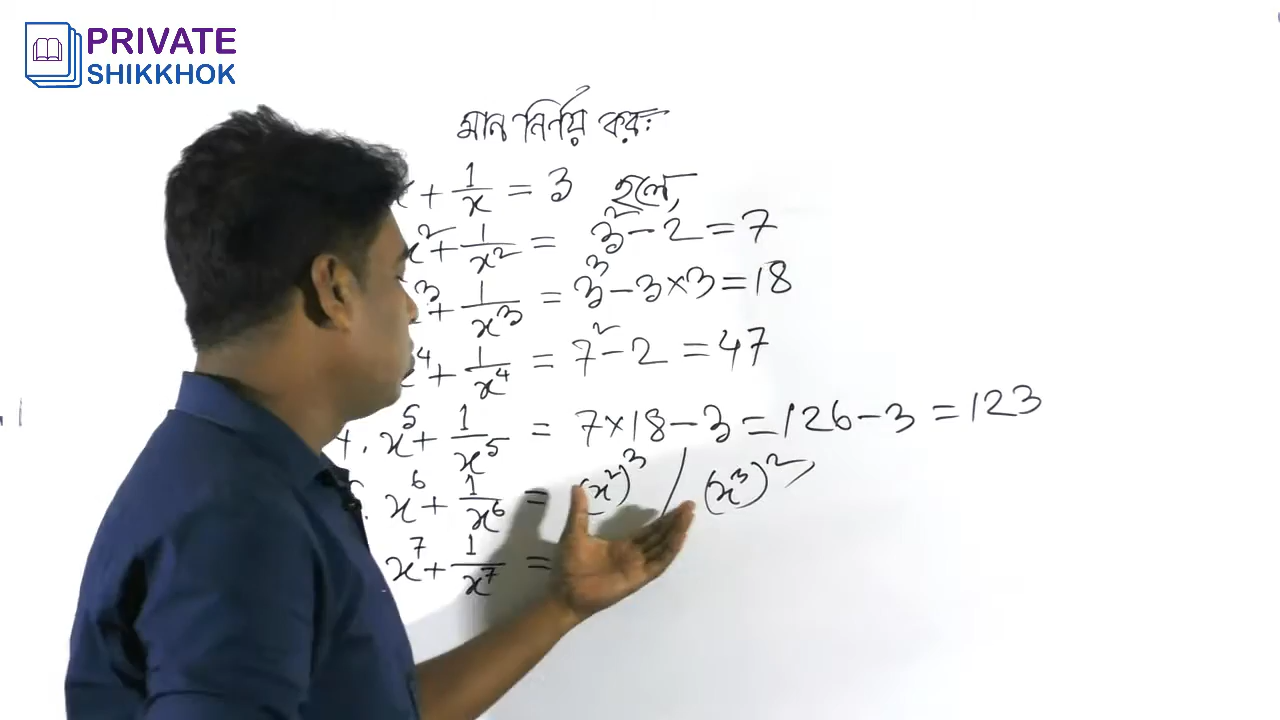 PRIVATE
SHIKKHOK
মান নির্ণয় করঃ
x + 1/x = 3 হলে,
x² + 1/x² = 3² - 2 = 7
3 + 1/x³ = 3³ - 3×3 = 18
x⁴ + 1/x⁴ = 7² - 2 = 47
x⁵ + 1/x⁵ = 7×18 - 3 = 126 - 3 = 123
x⁶ + 1/x⁶ = (x²)³ / (x³)²
x⁷ + 1/x⁷ =